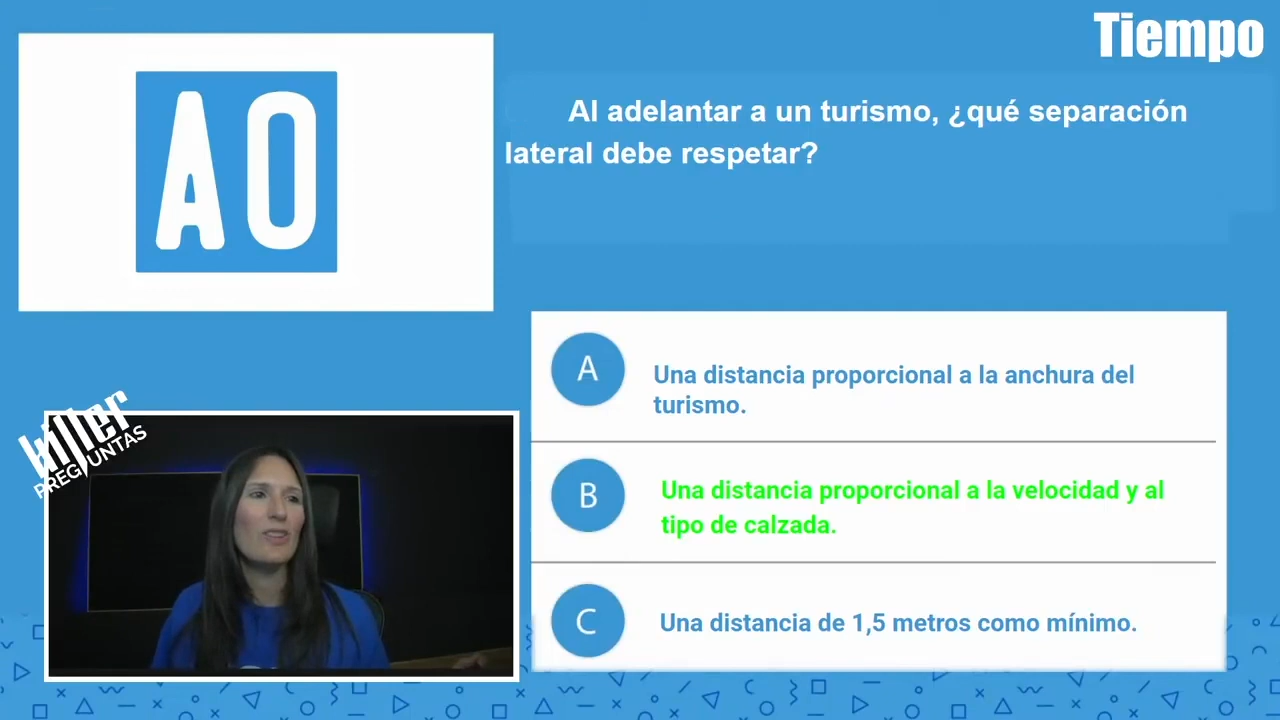 Tiempo
AO
Al adelantar a un turismo, ¿qué separación
lateral debe respetar?
A
Una distancia proporcional a la anchura del
turismo.
B
Una distancia proporcional a la velocidad y al
tipo de calzada.
C
Una distancia de 1,5 metros como mínimo.
killer
PREGUNTAS